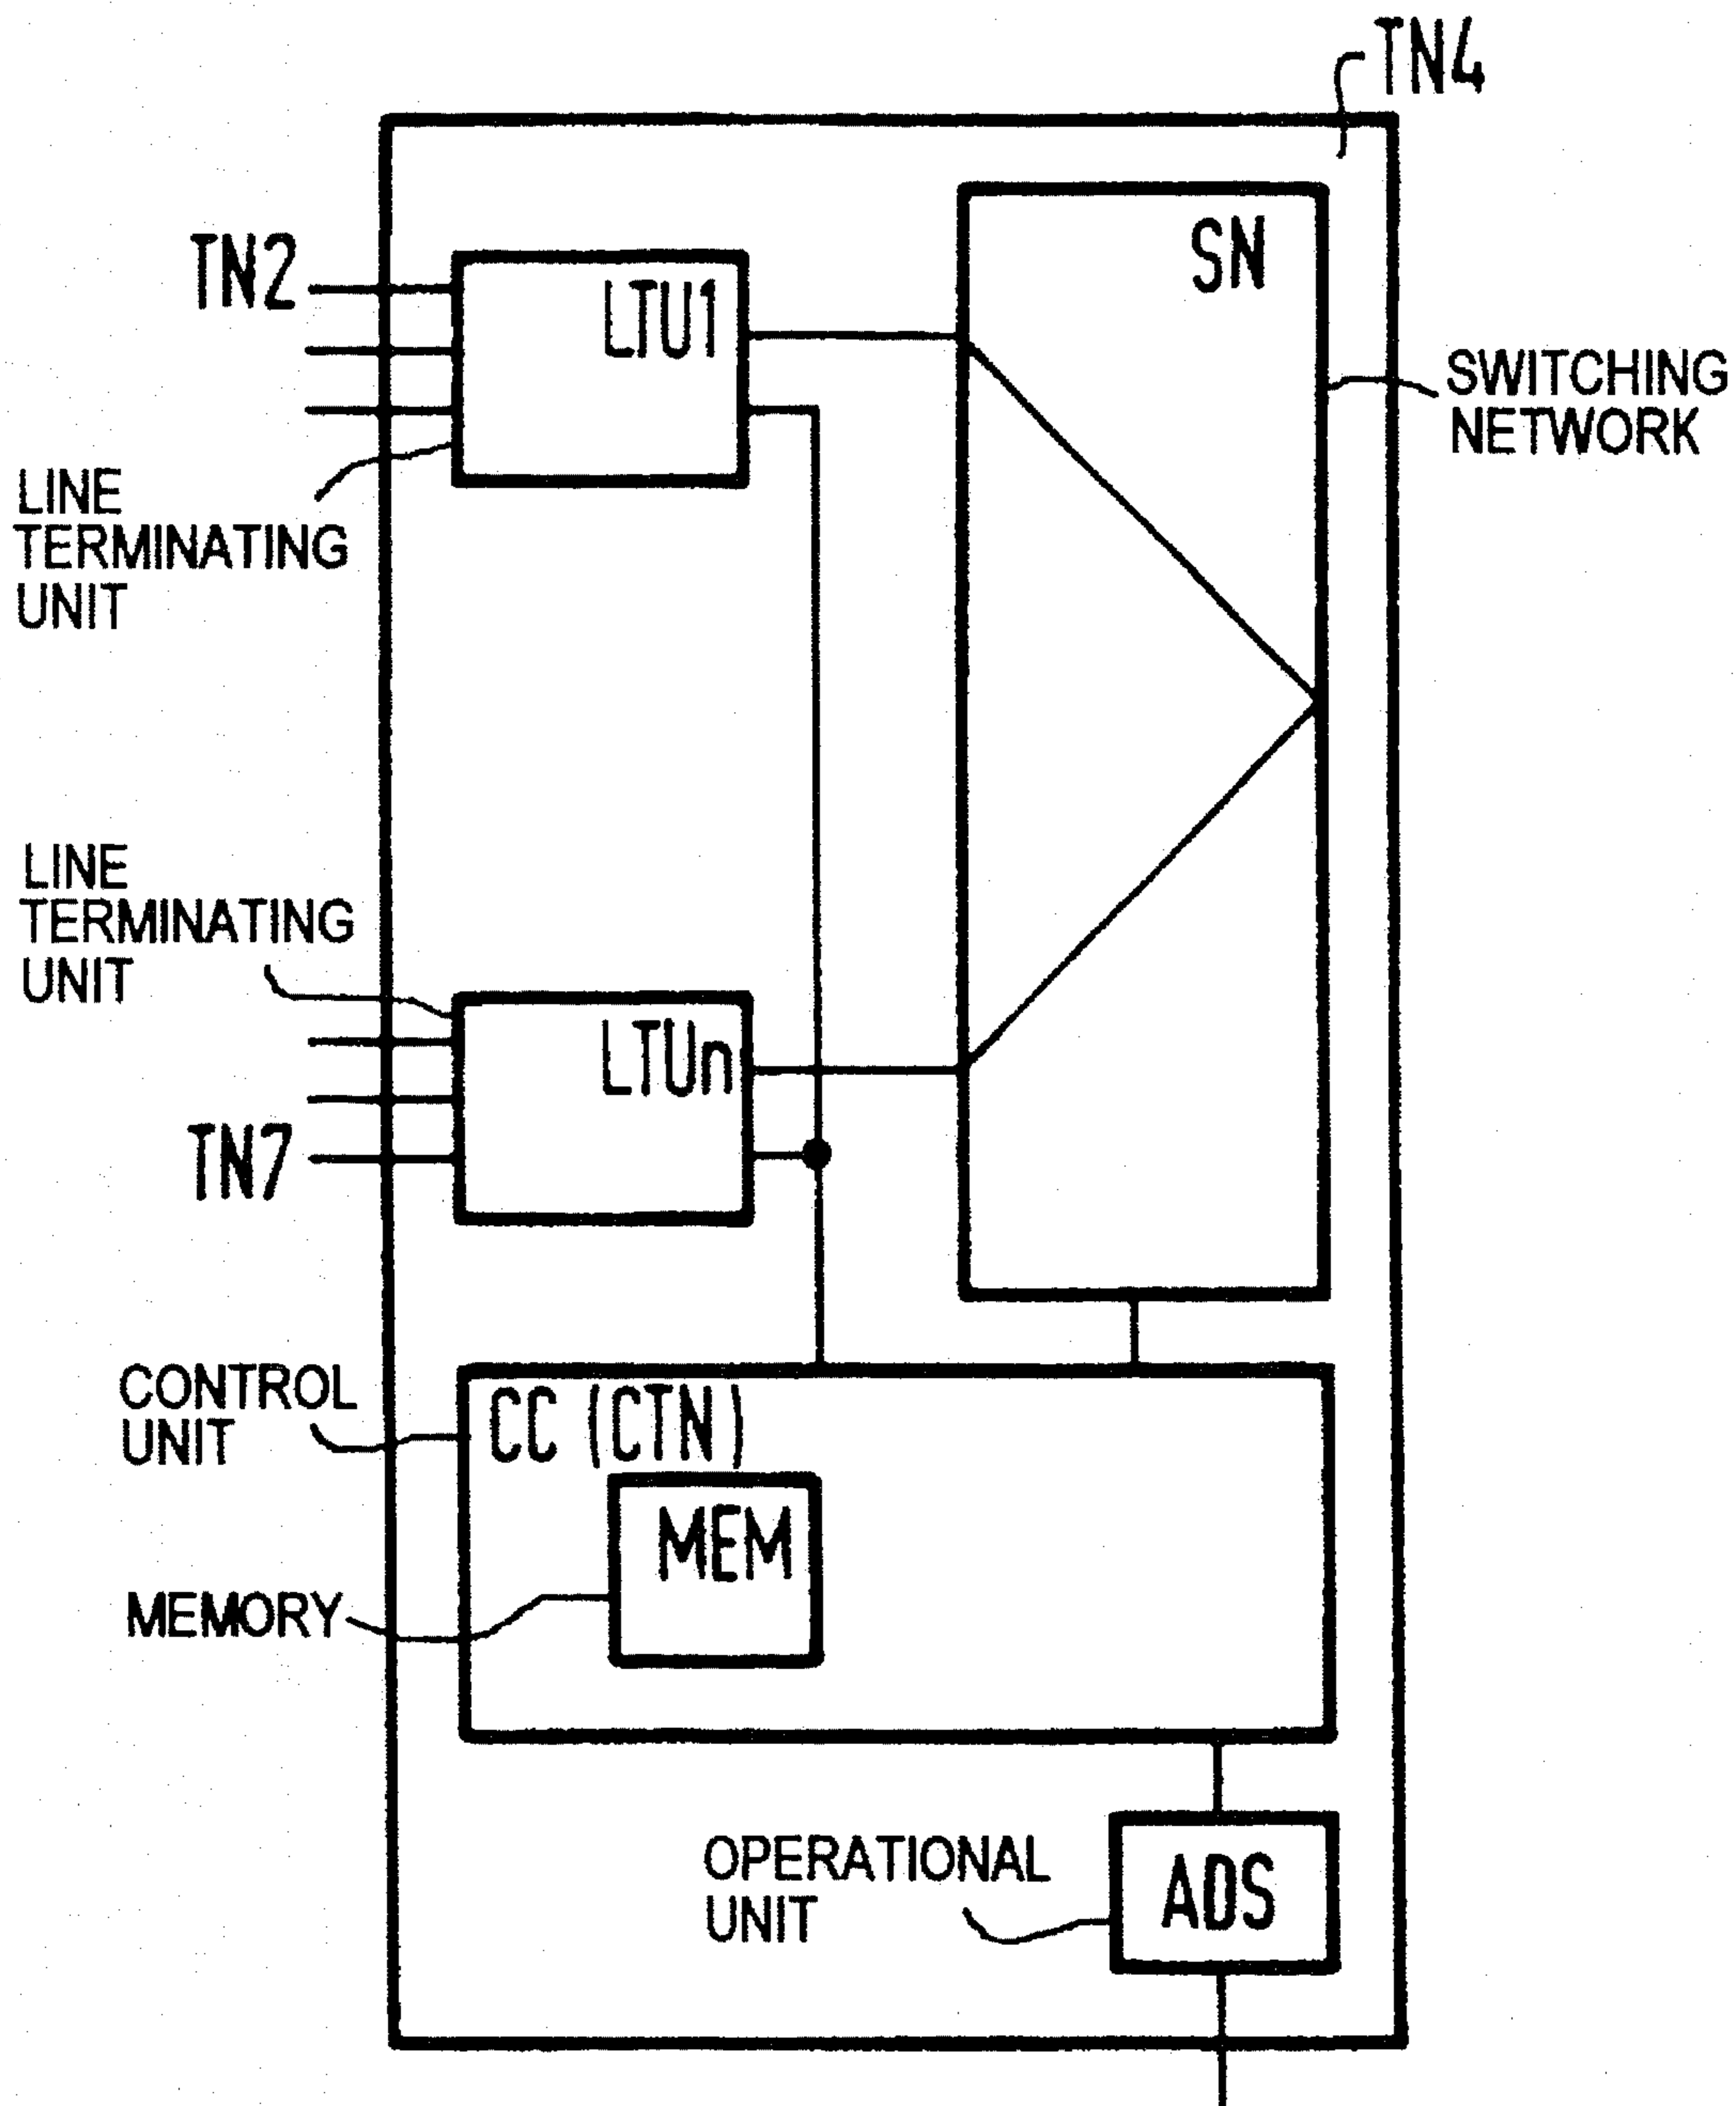 TN4
SN
TN2
LTU1
SWITCHING
NETWORK
LINE
TERMINATING
UNIT
LINE
TERMINATING
UNIT
LTUn
TN7
CONTROL
UNIT
CC (CTN)
MEM
MEMORY
OPERATIONAL
UNIT
ADS